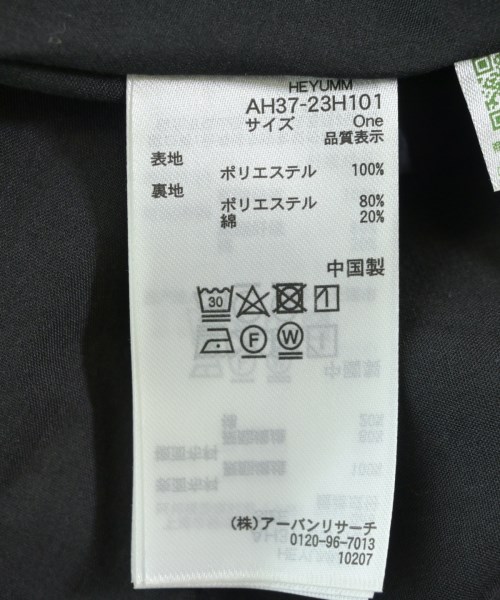 HEYUMM
AH37-23H101
サイズ One
品質表示
表地
ポリエステル 100%
裏地
ポリエステル 80%
綿 20%
中国製
30
F W
(株)アーバンリサーチ
0120-96-7013
10207